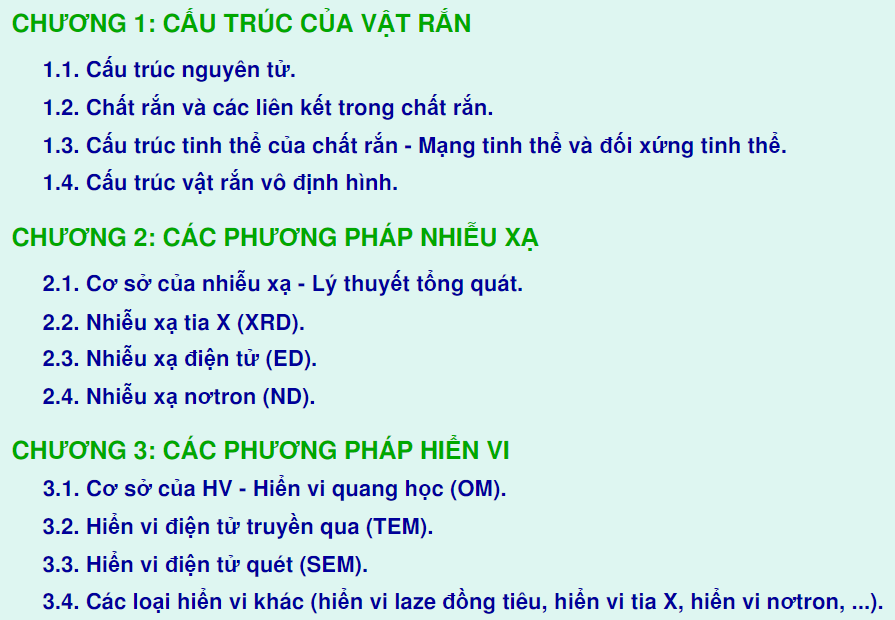 CHƯƠNG 1: CẤU TRÚC CỦA VẬT RẮN
1.1. Cấu trúc nguyên tử.
1.2. Chất rắn và các liên kết trong chất rắn.
1.3. Cấu trúc tinh thể của chất rắn - Mạng tinh thể và đối xứng tinh thể.
1.4. Cấu trúc vật rắn vô định hình.
CHƯƠNG 2: CÁC PHƯƠNG PHÁP NHIỄU XẠ
2.1. Cơ sở của nhiễu xạ - Lý thuyết tổng quát.
2.2. Nhiễu xạ tia X (XRD).
2.3. Nhiễu xạ điện tử (ED).
2.4. Nhiễu xạ nơtron (ND).
CHƯƠNG 3: CÁC PHƯƠNG PHÁP HIỂN VI
3.1. Cơ sở của HV - Hiển vi quang học (OM).
3.2. Hiển vi điện tử truyền qua (TEM).
3.3. Hiển vi điện tử quét (SEM).
3.4. Các loại hiển vi khác (hiển vi laze đồng tiêu, hiển vi tia X, hiển vi nơtron, ...).